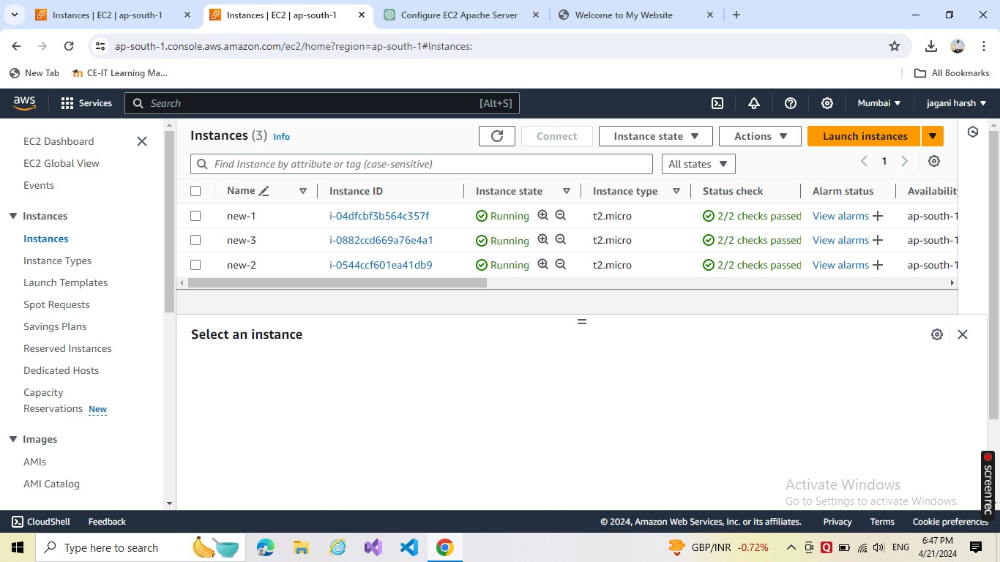 Instances | EC2 | ap-south-1
Instances | EC2 | ap-south-1
Configure EC2 Apache Server
Welcome to My Website
ap-south-1.console.aws.amazon.com/ec2/home?region=ap-south-1#Instances:
New Tab
CE-IT Learning Ma...
All Bookmarks
aws
Services
Search
[Alt+S]
Mumbai
jagani harsh
EC2 Dashboard
EC2 Global View
Events
Instances
Instances
Instance Types
Launch Templates
Spot Requests
Savings Plans
Reserved Instances
Dedicated Hosts
Capacity
Reservations New
Images
AMIs
AMI Catalog
Instances (3) Info
Connect
Instance state
Actions
Launch instances
Find Instance by attribute or tag (case-sensitive)
All states
1
Name Instance ID Instance state Instance type Status check Alarm status Availability
new-1 i-04dfcbf3b564c357f Running t2.micro 2/2 checks passed View alarms ap-south-1
new-3 i-0882ccd669a76e4a1 Running t2.micro 2/2 checks passed View alarms ap-south-1
new-2 i-0544ccf601ea41db9 Running t2.micro 2/2 checks passed View alarms ap-south-1
Select an instance
Activate Windows
Go to Settings to activate Windows.
screen rec
CloudShell
Feedback
© 2024, Amazon Web Services, Inc. or its affiliates.
Privacy
Terms
Cookie preferences
Type here to search
GBP/INR -0.72%
ENG
6:47 PM
4/21/2024